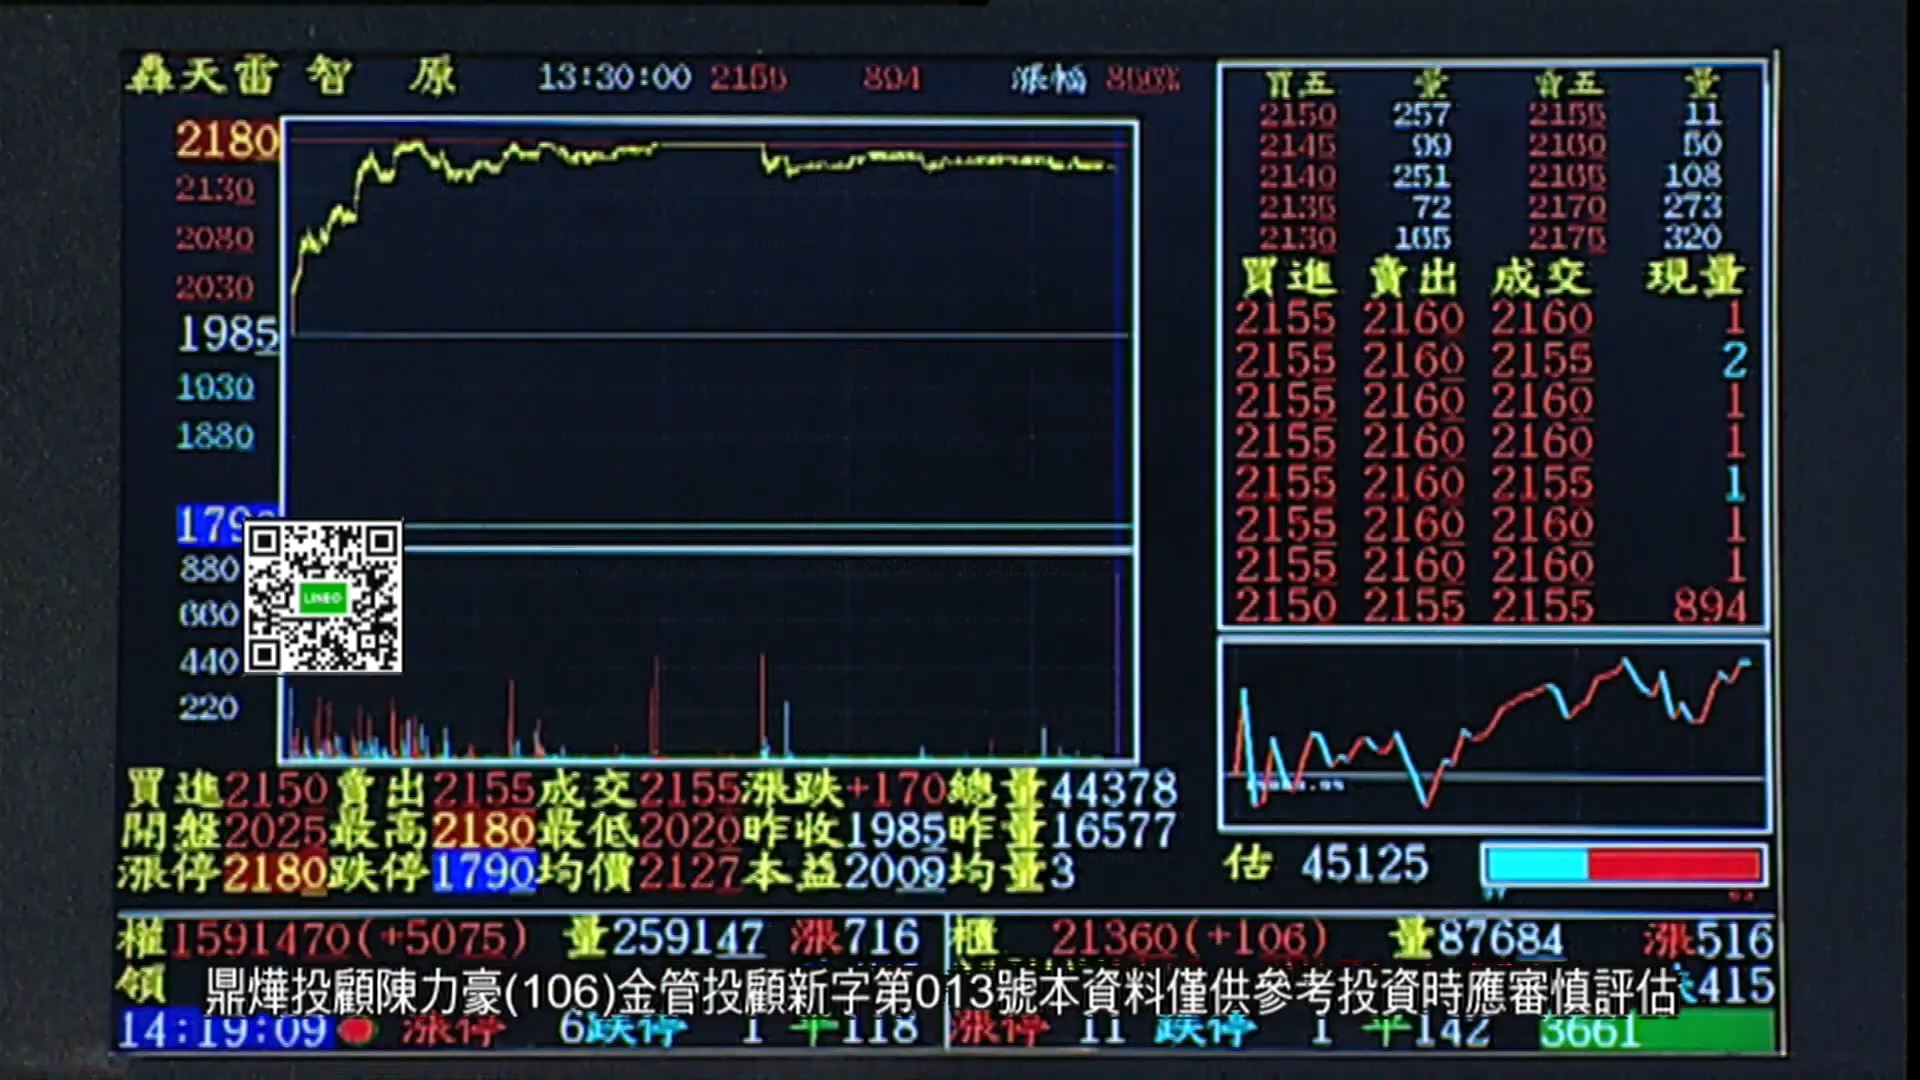 轟天雷 智 原 13:30:00 2155 894 漲幅
2180
2130
2080
2030
1985
1930
1880
880
660
440
220
LINE@
買五 量 賣五 量
2150 257 2155 11
2145 99 2160 50
2140 251 2165 108
2135 72 2170 273
2130 165 2175 320
買進 賣出 成交 現量
2155 2160 2160 1
2155 2160 2155 2
2155 2160 2160 1
2155 2160 2160 1
2155 2160 2155 1
2155 2160 2160 1
2155 2160 2160 1
2150 2155 2155 894
買進2150賣出2155成交2155漲跌+170總量44378
開盤2025最高2180最低2020昨收1985昨量16577
漲停2180跌停1790均價2127本益2009均量3
估 45125
權1591470(+5075) 量259147 漲716
櫃 21360(+106) 量87684 漲516
領
415
鼎燁投顧陳力豪(106)金管投顧新字第013號本資料僅供參考投資時應審慎評估
14:19:09 漲停 6跌停 1 平118
漲停 11 跌停 1 平142 3661